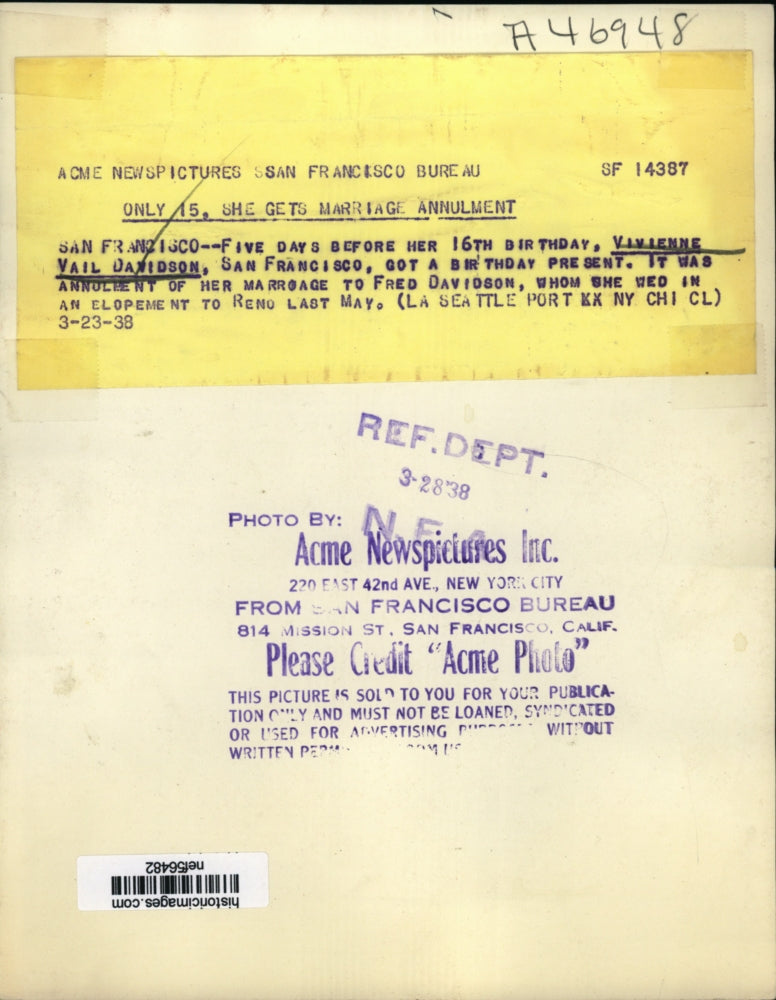 A46948
ACME NEWSPICTURES SSAN FRANCISCO BUREAU SF 14387
ONLY 15, SHE GETS MARRIAGE ANNULMENT
SAN FRANCISCO--FIVE DAYS BEFORE HER 16TH BIRTHDAY, VIVIENNE
VAIL DAVIDSON, SAN FRANCISCO, GOT A BIRTHDAY PRESENT. IT WAS
ANNULMENT OF HER MARROAGE TO FRED DAVIDSON, WHOM SHE WED IN
AN ELOPEMENT TO RENO LAST MAY. (LA SEATTLE PORT KX NY CHI CL)
3-23-38
REF. DEPT.
3-28 38
N.E.A.
PHOTO BY:
Acme Newspictures Inc.
220 EAST 42nd AVE., NEW YORK CITY
FROM SAN FRANCISCO BUREAU
814 MISSION ST., SAN FRANCISCO, CALIF.
Please Credit "Acme Photo"
THIS PICTURE IS SOLD TO YOU FOR YOUR PUBLICA-
TION ONLY AND MUST NOT BE LOANED, SYNDICATED
OR USED FOR ADVERTISING WITHOUT
WRITTEN
historicimages.com
nef56482